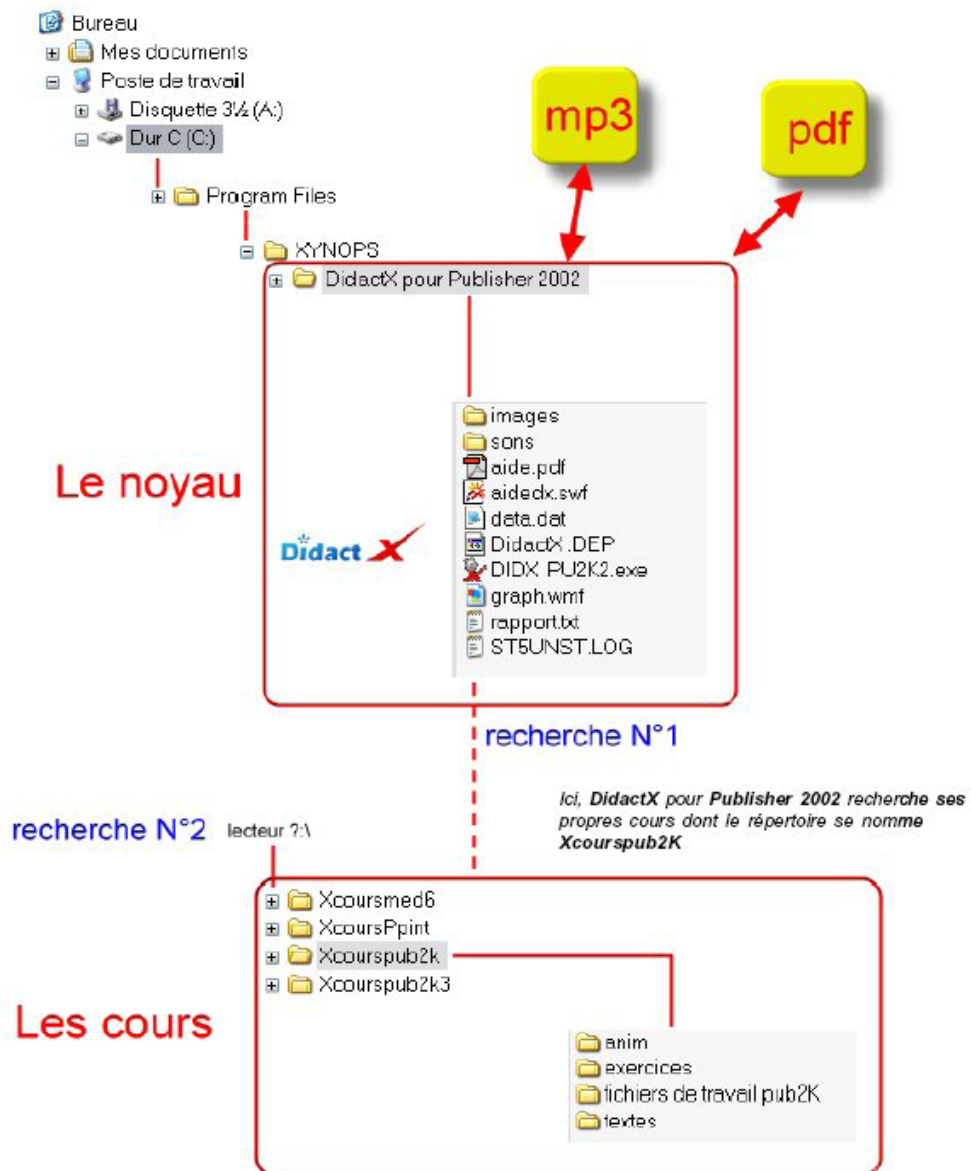 Bureau
Mes documents
Poste de travail
Disquette 3½ (A:)
Dur C (C:)
mp3
pdf
Program Files
XYNOPS
DidactX pour Publisher 2002
images
sons
aide.pdf
aidedx.swf
data.dat
DidactX .DEP
DIDX PU2K2.exe
graph.wmf
rapport.txt
ST5UNST.LOG
Le noyau
Didact X
recherche N°1
Ici, DidactX pour Publisher 2002 recherche ses
propres cours dont le répertoire se nomme
Xcourspub2K
recherche N°2 lecteur ?:\
Xcoursmed6
XcoursPpint
Xcourspub2k
Xcourspub2k3
Les cours
anim
exercices
fichiers de travail pub2K
textes